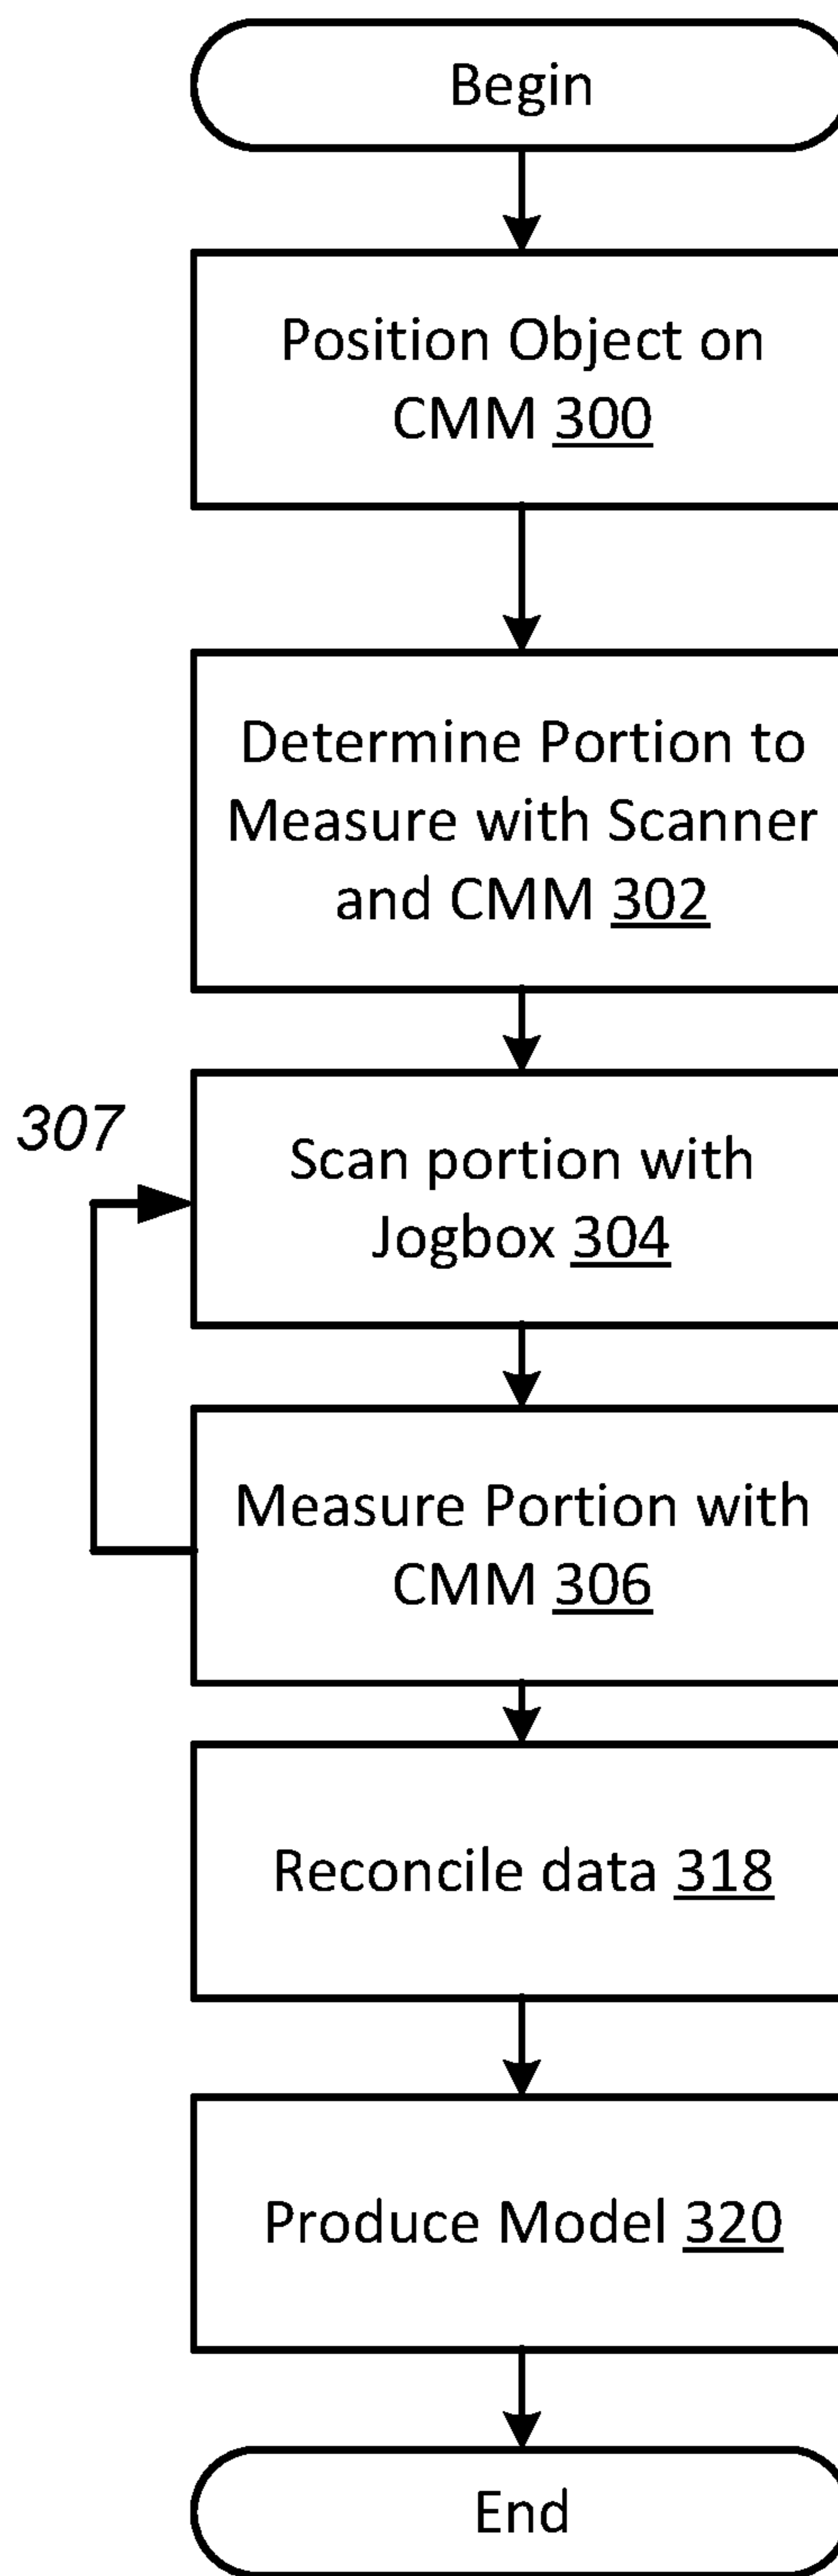 Begin
Position Object on
CMM 300
Determine Portion to
Measure with Scanner
and CMM 302
307
Scan portion with
Jogbox 304
Measure Portion with
CMM 306
Reconcile data 318
Produce Model 320
End